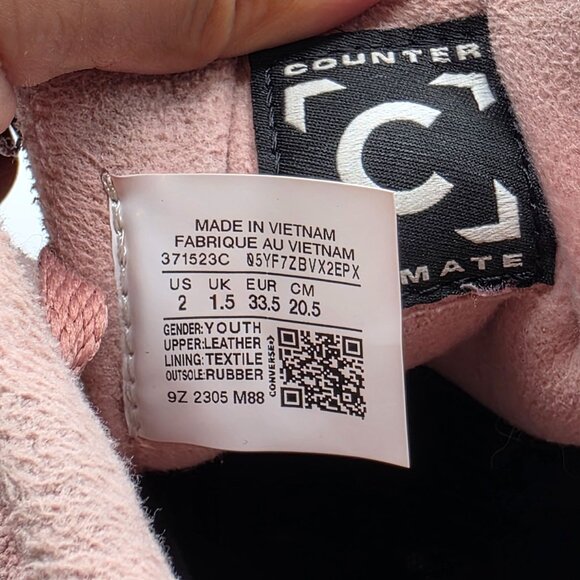 COUNTER
C
MATE
MADE IN VIETNAM
FABRIQUE AU VIETNAM
371523C 05YF7ZBVX2EPX
US UK EUR CM
2 1.5 33.5 20.5
GENDER:YOUTH
UPPER:LEATHER
LINING:TEXTILE
OUTSOLE:RUBBER
CONVERSE
9Z 2305 M88